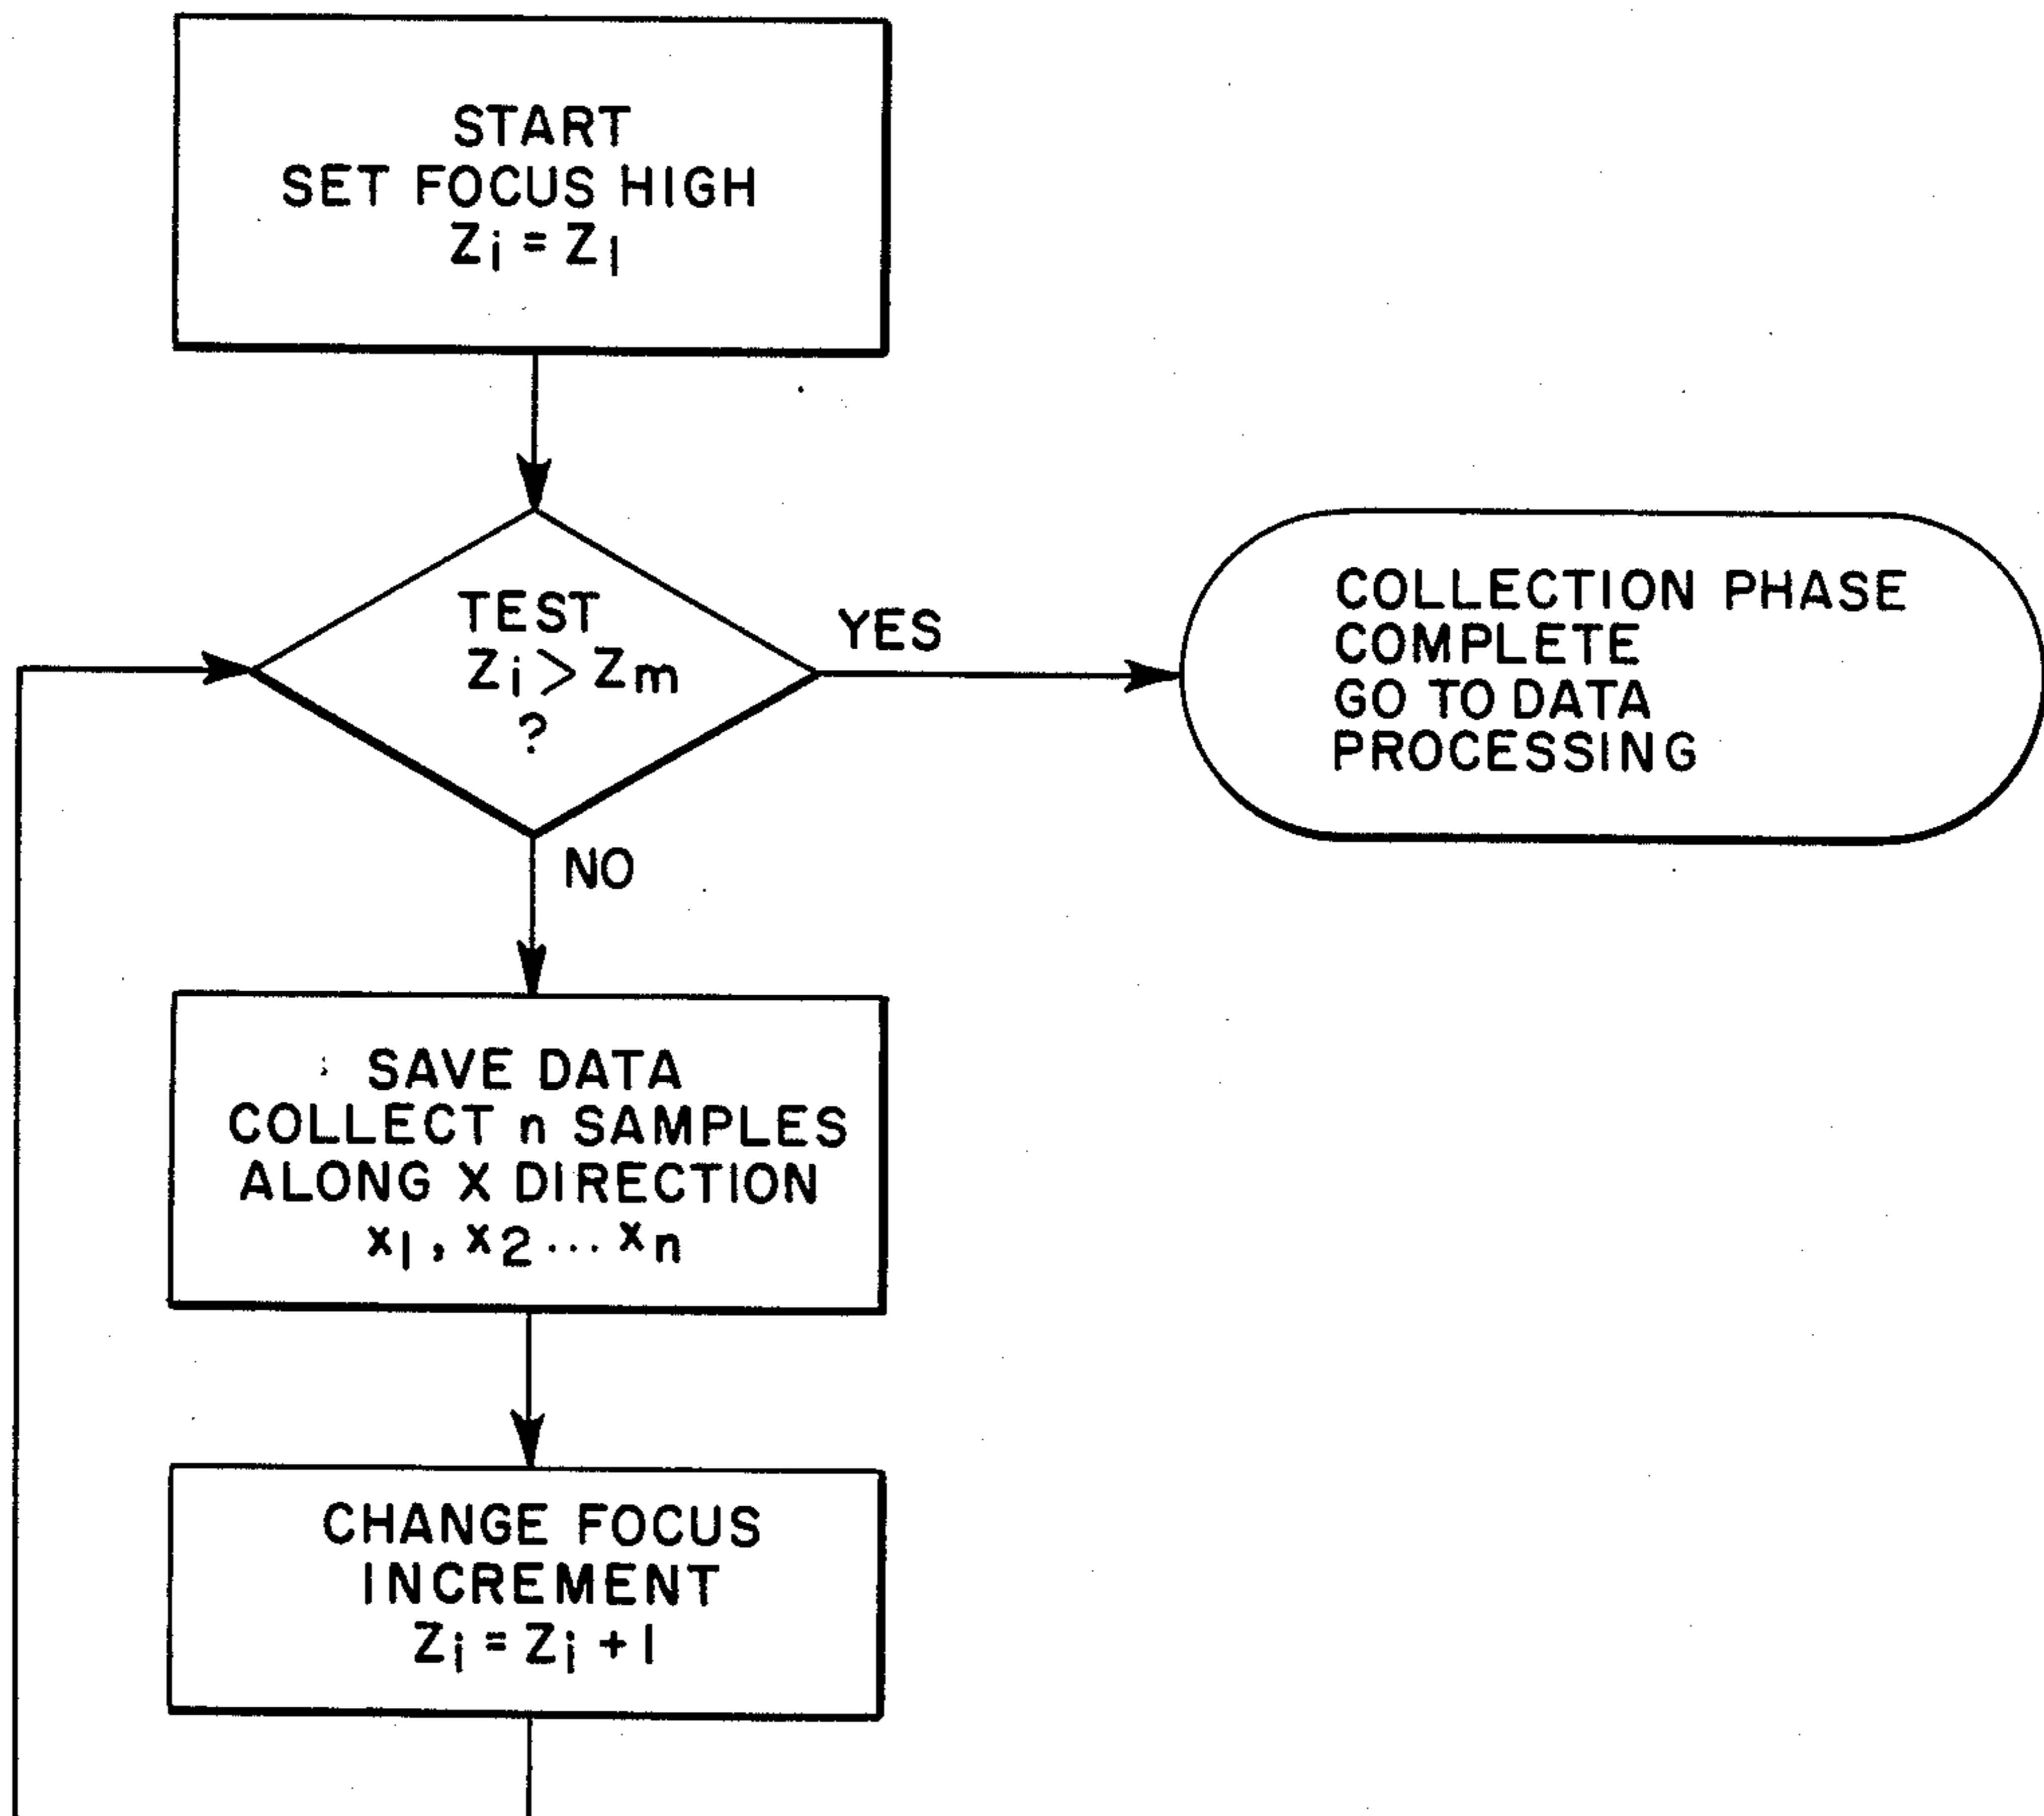 START
SET FOCUS HIGH
Zi = Z1
TEST
Zi > Zm
?
YES
COLLECTION PHASE
COMPLETE
GO TO DATA
PROCESSING
NO
SAVE DATA
COLLECT n SAMPLES
ALONG X DIRECTION
x1, x2... xn
CHANGE FOCUS
INCREMENT
Zi = Zi + 1